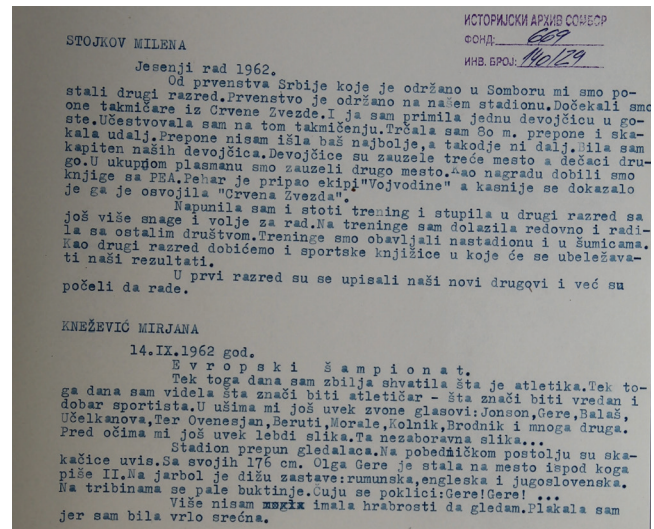 ИСТОРИЈСКИ АРХИВ СОМБОР
ФОНД: 669
ИНВ. БРОЈ: 140/29
STOJKOV MILENA
Jesenji rad 1962.
Od prvenstva Srbije koje je održano u Somboru mi smo po-
stali drugi razred.Prvenstvo je održano na našem stadionu.Dočekali smo
one takmičare iz Crvene Zvezde.I ja sam primila jednu devojčicu u go-
ste.Učestvovala sam na tom takmičenju.Trčala sam 80 m. prepone i ska-
kala udalj.Prepone nisam išla baš najbolje,a takodje ni dalj.Bila sam
kapiten naših devojčica.Devojčice su zauzele treće mesto a dečaci dru-
go.U ukupnom plasmanu smo zauzeli drugo mesto.Kao nagradu dobili smo
knjige sa PEA.Pehar je pripao ekipi"Vojvodine" a kasnije se dokazalo
je ga je osvojila "Crvena Zvezda".
Napunila sam i stoti trening i stupila u drugi razred sa
još više snage i volje za rad.Na treninge sam dolazila redovno i radi-
la sa ostalim društvom.Treninge smo obavljali nastadionu i u šumicama.
Kao drugi razred dobićemo i sportske knjižice u koje će se ubeležava-
ti naši rezultati.
U prvi razred su se upisali naši novi drugovi i već su
počeli da rade.
KNEŽEVIĆ MIRJANA
14.IX.1962 god.
E v r o p s k i   š a m p i o n a t.
Tek toga dana sam zbilja shvatila šta je atletika.Tek to-
ga dana sam videla šta znači biti atletičar - šta znači biti vredan i
dobar sportista.U ušima mi još uvek zvone glasovi:Jonson,Gere,Balaš,
Učelkanova,Ter Ovenesjan,Beruti,Morale,Kolnik,Brodnik i mnoga druga.
Pred očima mi još uvek lebdi slika.Ta nezaboravna slika...
Stadion prepun gledalaca.Na pobedničkom postolju su ska-
kačice uvis.Sa svojih 176 cm. Olga Gere je stala na mesto ispod koga
piše II.Na jarbol je dižu zastave:rumunska,engleska i jugoslovenska.
Na tribinama se pale buktinje.Čuju se poklici:Gere!Gere! ...
Više nisam imala hrabrosti da gledam.Plakala sam
jer sam bila vrlo srećna.